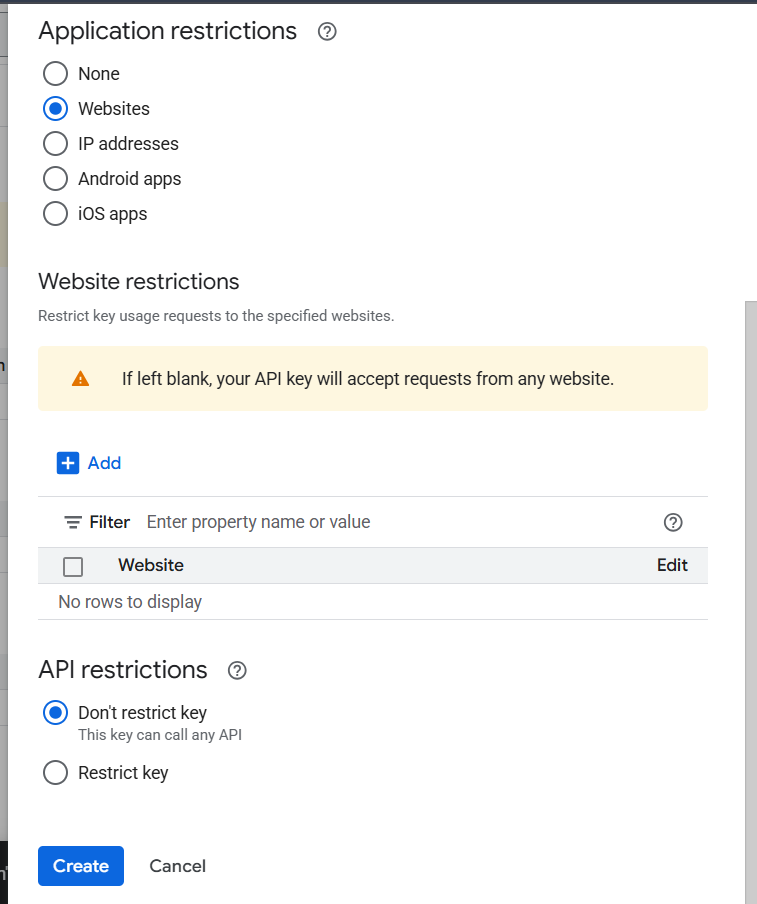 Application restrictions
None
Websites
IP addresses
Android apps
iOS apps
Website restrictions
Restrict key usage requests to the specified websites.
If left blank, your API key will accept requests from any website.
Add
Filter Enter property name or value
Website Edit
No rows to display
API restrictions
Don't restrict key
This key can call any API
Restrict key
Create Cancel